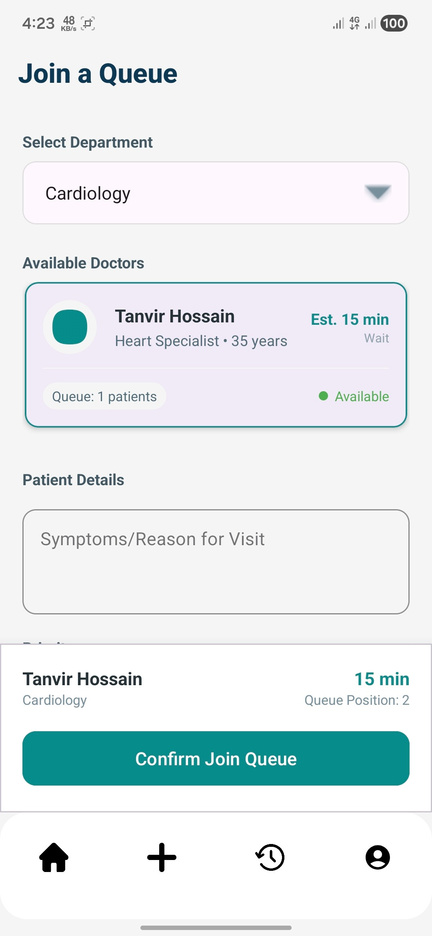 4:23 48 KB/s 4G 100
Join a Queue
Select Department
Cardiology
Available Doctors
Tanvir Hossain
Est. 15 min
Heart Specialist • 35 years
Wait
Queue: 1 patients
Available
Patient Details
Symptoms/Reason for Visit
Tanvir Hossain
15 min
Cardiology
Queue Position: 2
Confirm Join Queue